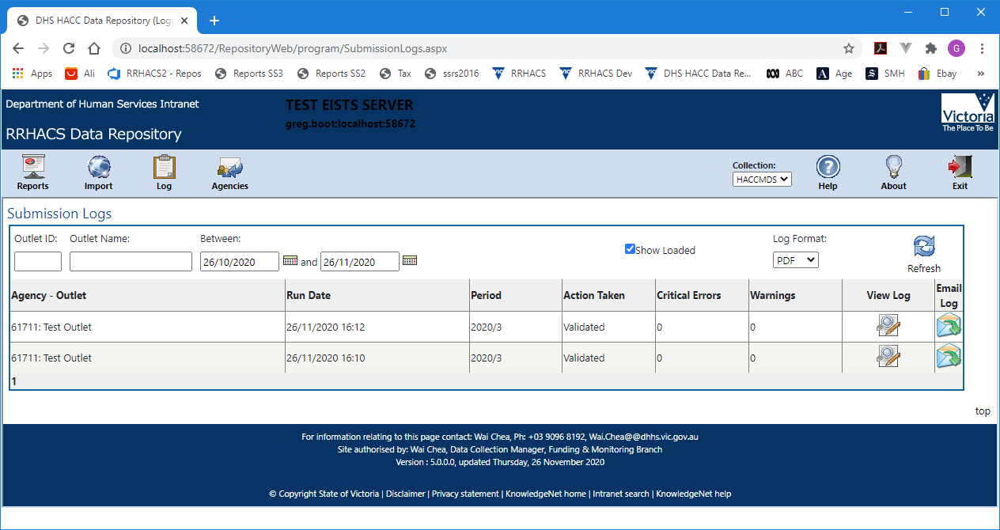 DHS HACC Data Repository (Log
localhost:58672/RepositoryWeb/program/SubmissionLogs.aspx
G
Apps Ali RRHACS2 - Repos Reports SS3 Reports SS2 Tax ssrs2016 RRHACS RRHACS Dev DHS HACC Data Re... ABC Age SMH Ebay »
Department of Human Services Intranet
TEST EISTS SERVER
greg.boot:localhost:58672
RRHACS Data Repository
Victoria
The Place To Be
Reports Import Log Agencies
Collection:
HACCMDS
Help About Exit
Submission Logs
Outlet ID: Outlet Name: Between: Log Format:
26/10/2020 and 26/11/2020 Show Loaded PDF Refresh
Agency - Outlet Run Date Period Action Taken Critical Errors Warnings View Log Email Log
61711: Test Outlet 26/11/2020 16:12 2020/3 Validated 0 0
61711: Test Outlet 26/11/2020 16:10 2020/3 Validated 0 0
1
top
For information relating to this page contact: Wai Chea, Ph: +03 9096 8192, Wai.Chea@@dhhs.vic.gov.au
Site authorised by: Wai Chea, Data Collection Manager, Funding & Monitoring Branch
Version : 5.0.0.0, updated Thursday, 26 November 2020
© Copyright State of Victoria | Disclaimer | Privacy statement | KnowledgeNet home | Intranet search | KnowledgeNet help